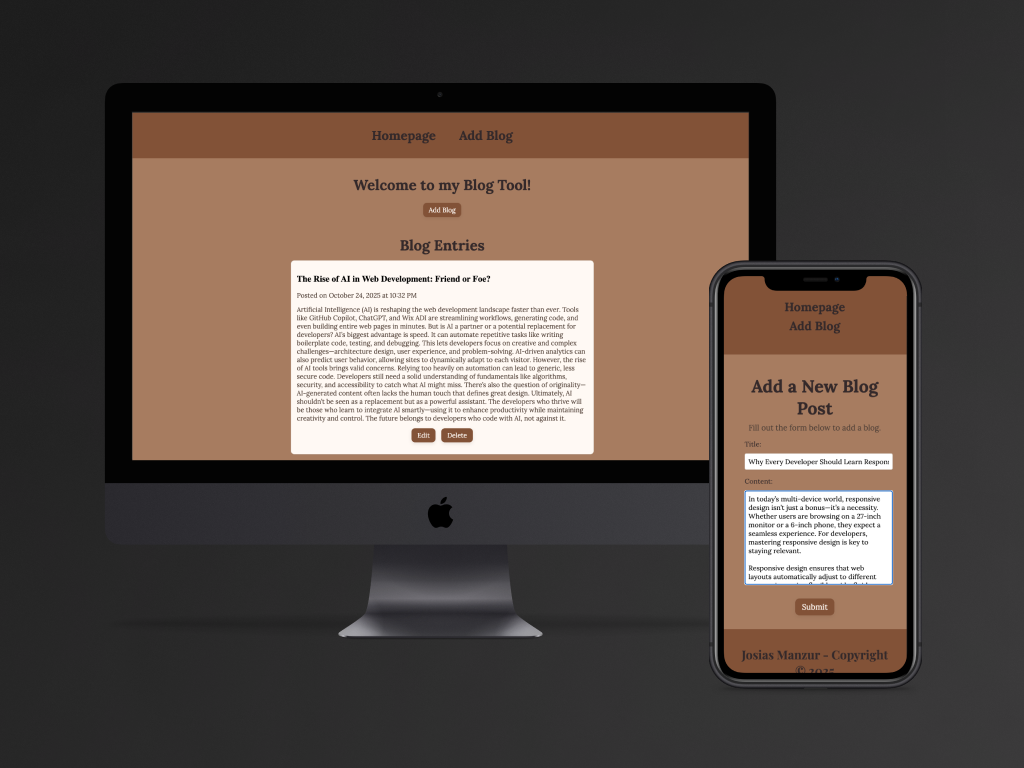 Homepage Add Blog
Welcome to my Blog Tool!
Add Blog
Blog Entries
The Rise of AI in Web Development: Friend or Foe?
Posted on October 24, 2025 at 10:32 PM
Artificial Intelligence (AI) is reshaping the web development landscape faster than ever. Tools
like GitHub Copilot, ChatGPT, and Wix ADI are streamlining workflows, generating code, and
even building entire web pages in minutes. But is AI a partner or a potential replacement for
developers? AI's biggest advantage is speed. It can automate repetitive tasks like writing
boilerplate code, testing, and debugging. This lets developers focus on creative and complex
challenges—architecture design, user experience, and problem-solving. AI-driven analytics can
also predict user behavior, allowing sites to dynamically adapt to each visitor. However, the rise
of AI tools brings valid concerns. Relying too heavily on automation can lead to generic, less
secure code. Developers still need a solid understanding of fundamentals like algorithms,
security, and accessibility to catch what AI might miss. There's also the question of originality—
AI-generated content often lacks the human touch that defines great design. Ultimately, AI
shouldn't be seen as a replacement but as a powerful assistant. The developers who thrive will
be those who learn to integrate AI smartly—using it to enhance productivity while maintaining
creativity and control. The future belongs to developers who code with AI, not against it.
Edit Delete
Homepage
Add Blog
Add a New Blog
Post
Fill out the form below to add a blog.
Title:
Why Every Developer Should Learn Respon
Content:
In today's multi-device world, responsive
design isn't just a bonus—it's a necessity.
Whether users are browsing on a 27-inch
monitor or a 6-inch phone, they expect a
seamless experience. For developers,
mastering responsive design is key to
staying relevant.
Responsive design ensures that web
layouts automatically adjust to different
Submit
Josias Manzur - Copyright
© 2025